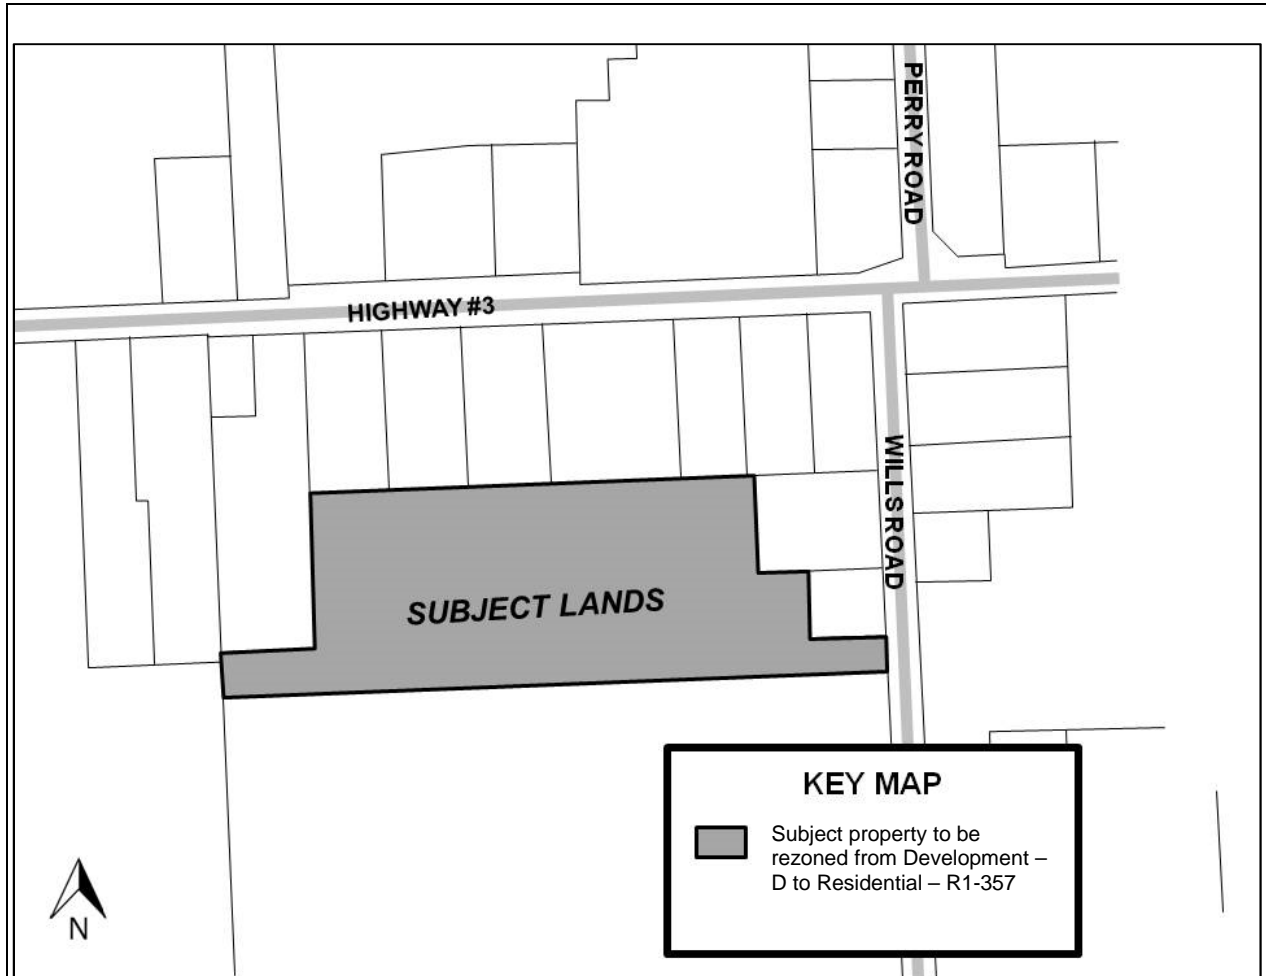 PERRY ROAD
HIGHWAY #3
WILLS ROAD
SUBJECT LANDS
KEY MAP
Subject property to be
rezoned from Development –
D to Residential – R1-357
N